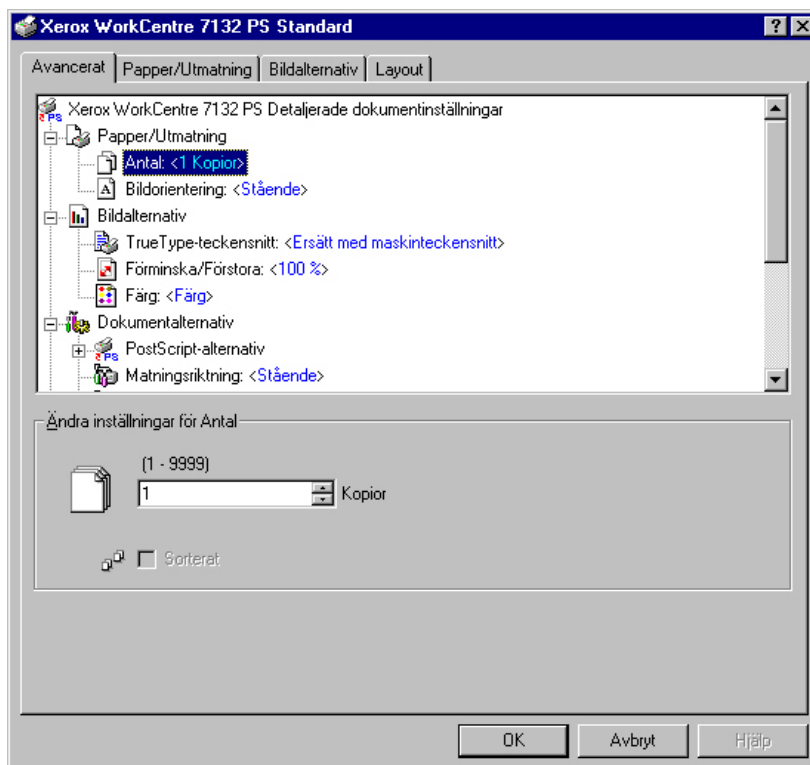 Xerox WorkCentre 7132 PS Standard
Avancerat Papper/Utmatning Bildalternativ Layout
Xerox WorkCentre 7132 PS Detaljerade dokumentinställningar
Papper/Utmatning
Antal: <1 Kopior>
Bildorientering: <Stående>
Bildalternativ
TrueType-teckensnitt: <Ersätt med maskinteckensnitt>
Förminska/Förstora: <100 %>
Färg: <Färg>
Dokumentalternativ
PostScript-alternativ
Matningsriktning: <Stående>
Ändra inställningar för Antal
(1 - 9999)
1 Kopior
Sorterat
OK Avbryt Hjälp